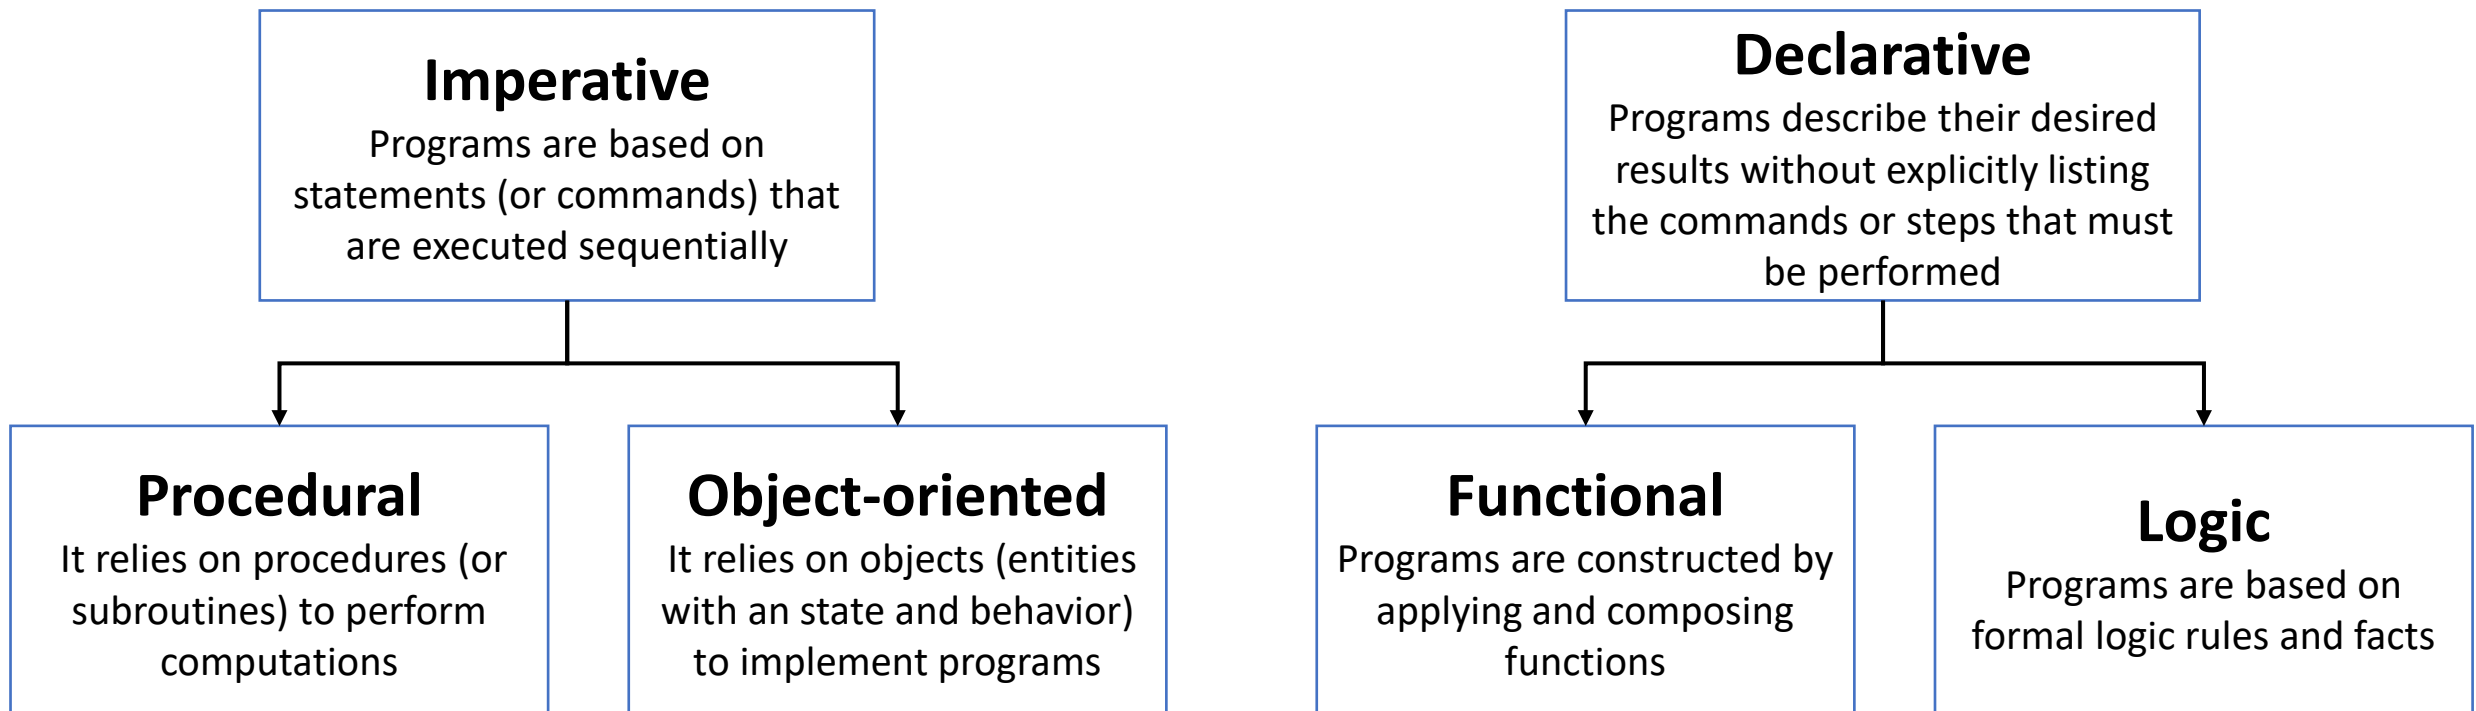 Imperative
Programs are based on
statements (or commands) that
are executed sequentially
Declarative
Programs describe their desired
results without explicitly listing
the commands or steps that must
be performed
Procedural
It relies on procedures (or
subroutines) to perform
computations
Object-oriented
It relies on objects (entities
with an state and behavior)
to implement programs
Functional
Programs are constructed by
applying and composing
functions
Logic
Programs are based on
formal logic rules and facts